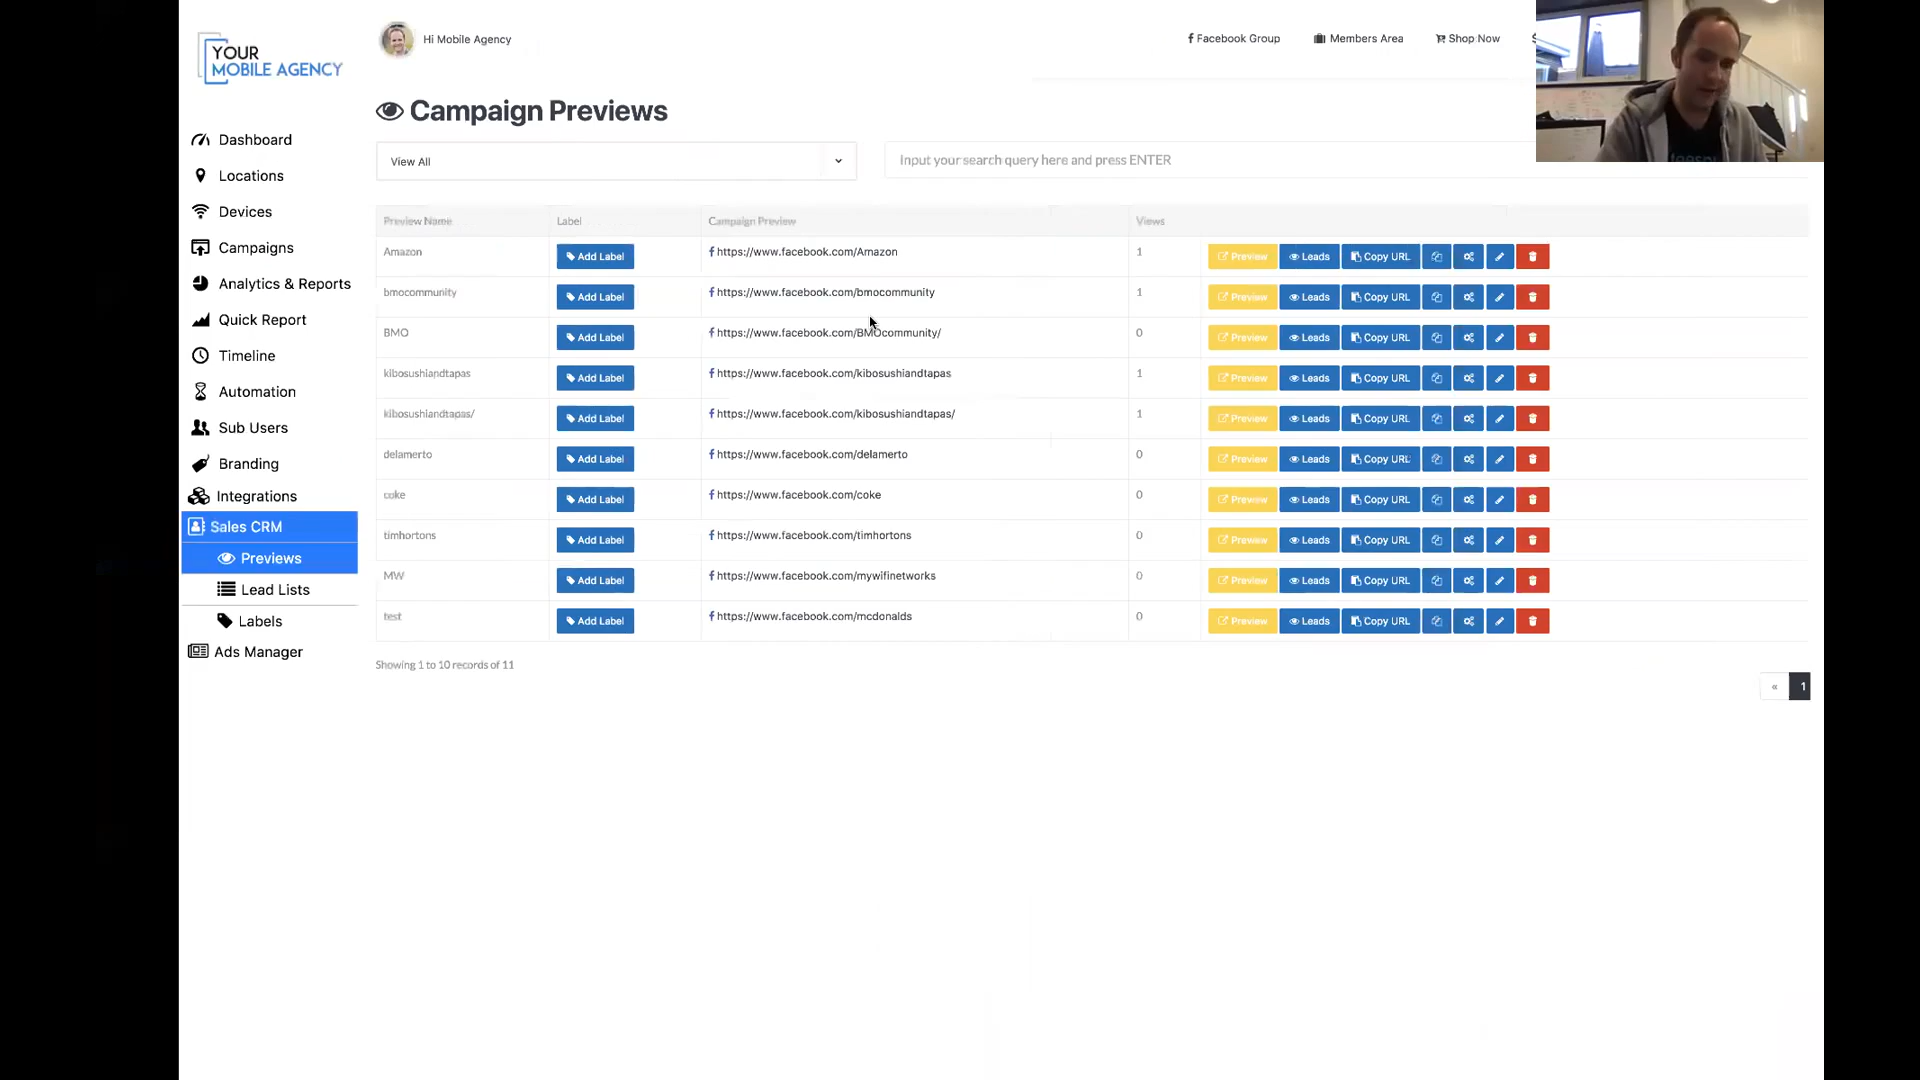 YOUR
MOBILE AGENCY
Hi Mobile Agency
Facebook Group
Members Area
Shop Now
Campaign Previews
View All
Input your search query here and press ENTER
Dashboard
Locations
Devices
Campaigns
Analytics & Reports
Quick Report
Timeline
Automation
Sub Users
Branding
Integrations
Sales CRM
Previews
Lead Lists
Labels
Ads Manager
Preview Name Label Campaign Preview Views
Amazon Add Label https://www.facebook.com/Amazon 1 Preview Leads Copy URL
bmocommunity Add Label https://www.facebook.com/bmocommunity 1 Preview Leads Copy URL
BMO Add Label https://www.facebook.com/BMOcommunity/ 0 Preview Leads Copy URL
kibosushiandtapas Add Label https://www.facebook.com/kibosushiandtapas 1 Preview Leads Copy URL
kibosushiandtapas/ Add Label https://www.facebook.com/kibosushiandtapas/ 1 Preview Leads Copy URL
delamerto Add Label https://www.facebook.com/delamerto 0 Preview Leads Copy URL
coke Add Label https://www.facebook.com/coke 0 Preview Leads Copy URL
timhortons Add Label https://www.facebook.com/timhortons 0 Preview Leads Copy URL
MW Add Label https://www.facebook.com/mywifinetworks 0 Preview Leads Copy URL
test Add Label https://www.facebook.com/mcdonalds 0 Preview Leads Copy URL
Showing 1 to 10 records of 11
« 1